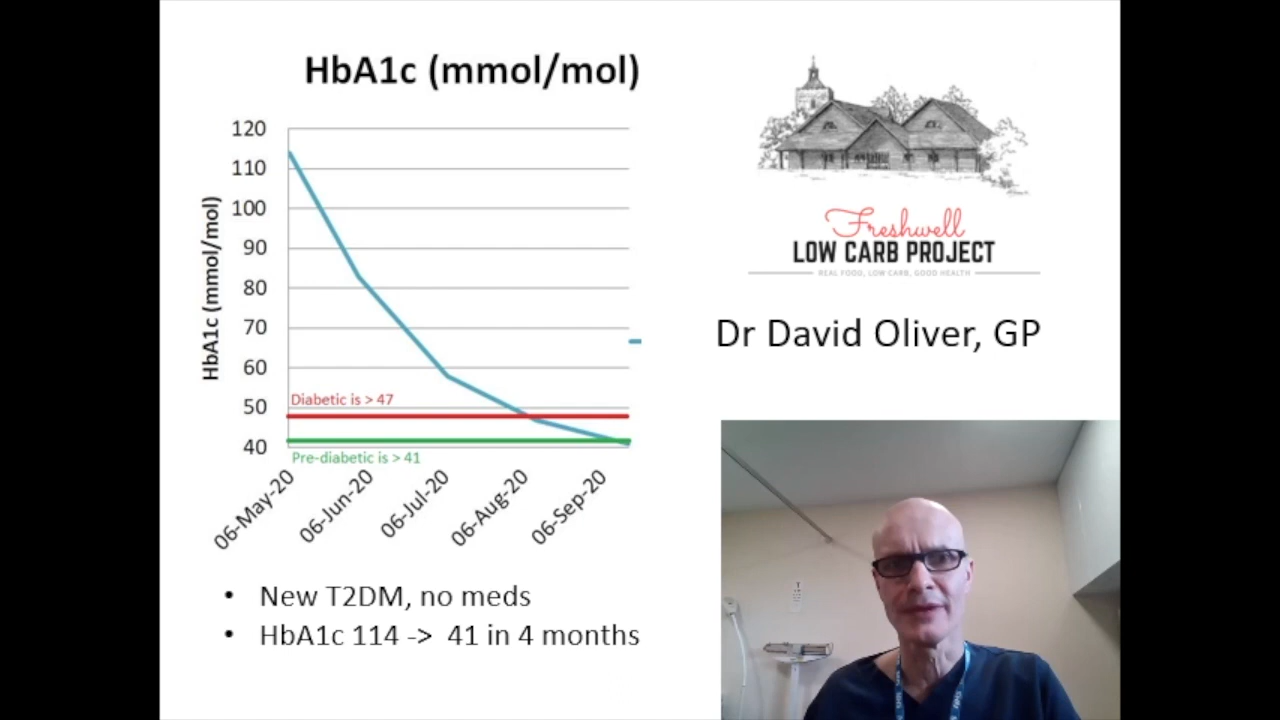 HbA1c (mmol/mol)
HbA1c (mmol/mol)
120
110
100
90
80
70
60
50
40
Diabetic is > 47
Pre-diabetic is > 41
06-May-20
06-Jun-20
06-Jul-20
06-Aug-20
06-Sep-20
• New T2DM, no meds
• HbA1c 114 -> 41 in 4 months
Freshwell
LOW CARB PROJECT
REAL FOOD, LOW CARB, GOOD HEALTH
Dr David Oliver, GP